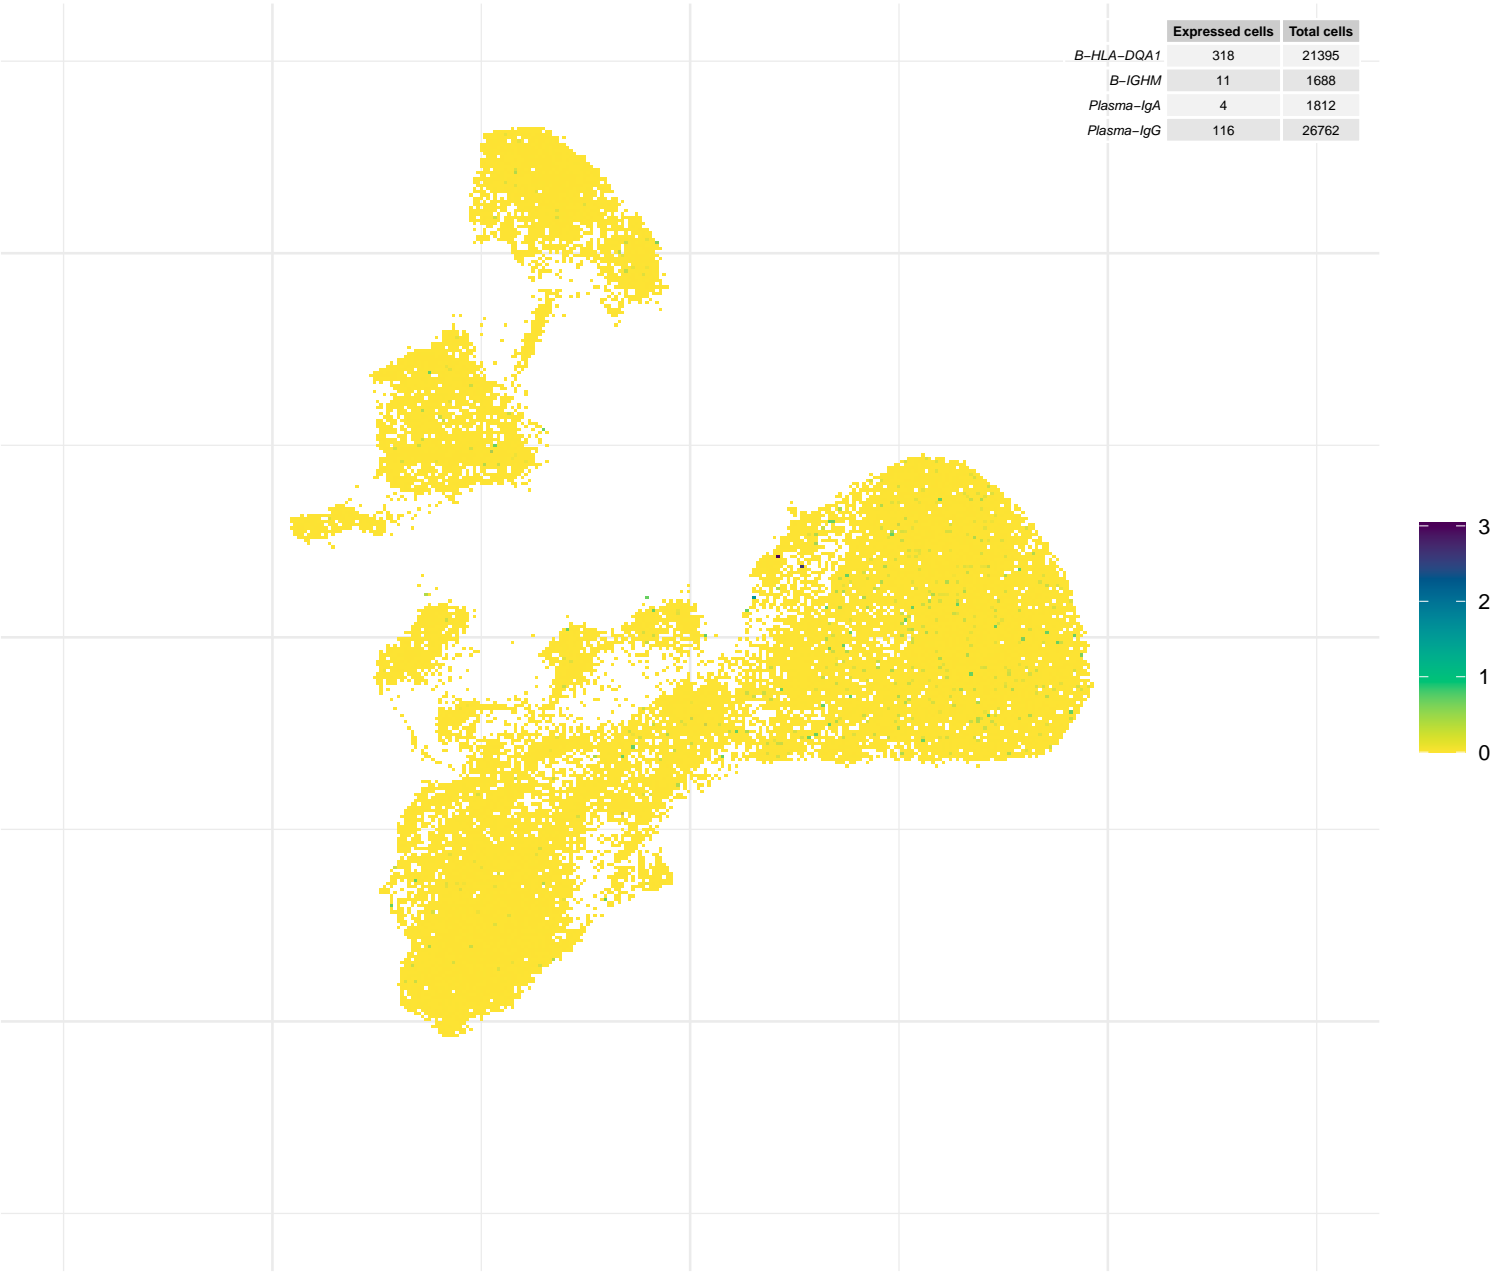 Expressed cells Total cells
B−HLA−DQA1 318 21395
B−IGHM 11 1688
Plasma−IgA 4 1812
Plasma−IgG 116 26762
3
2
1
0